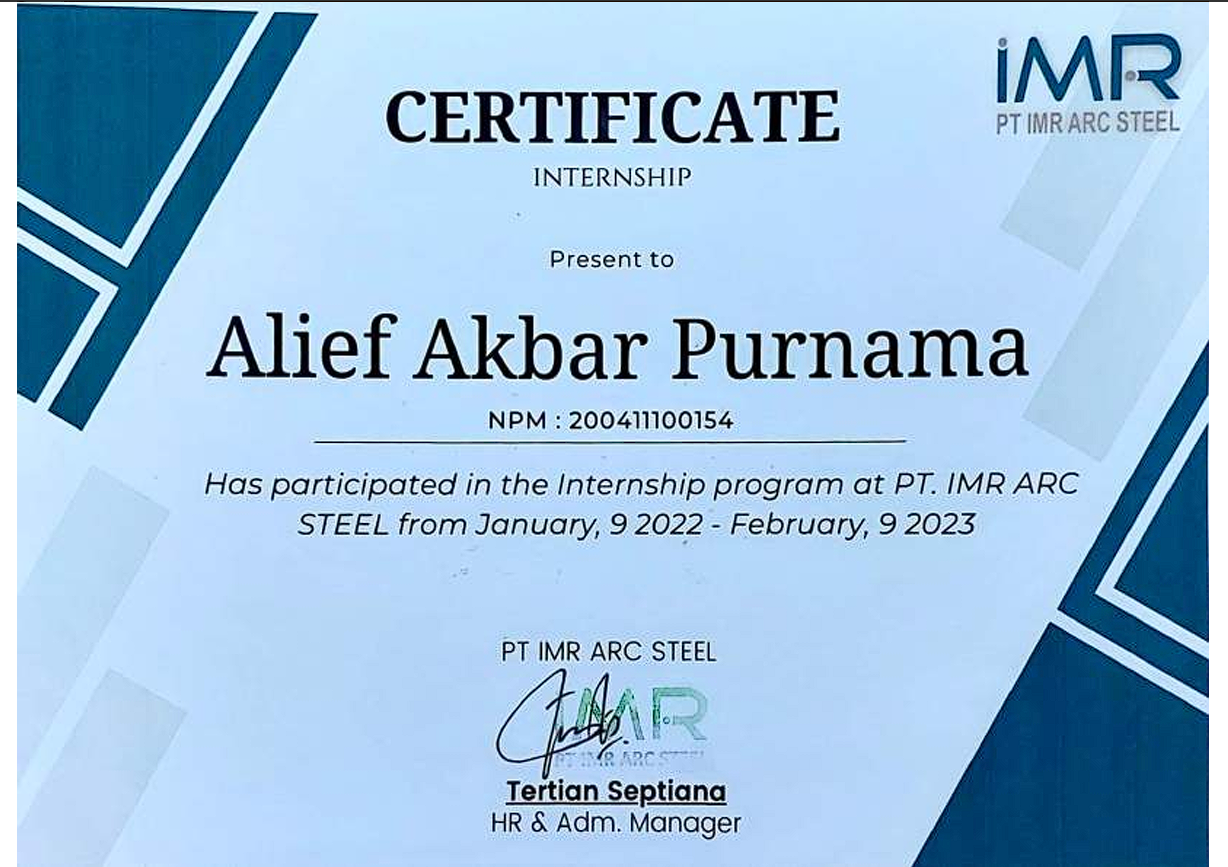 iMR
PT IMR ARC STEEL
CERTIFICATE
INTERNSHIP
Present to
Alief Akbar Purnama
NPM : 200411100154
Has participated in the Internship program at PT. IMR ARC
STEEL from January, 9 2022 - February, 9 2023
PT IMR ARC STEEL
iMR
PT IMR ARC STEEL
Tertian Septiana
HR & Adm. Manager